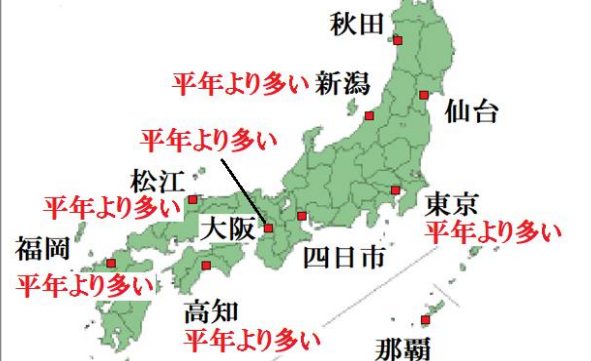 秋田
平年より多い
新潟
仙台
平年より多い
松江
平年より多い
大阪
東京
平年より多い
四日市
福岡
平年より多い
高知
平年より多い
那覇